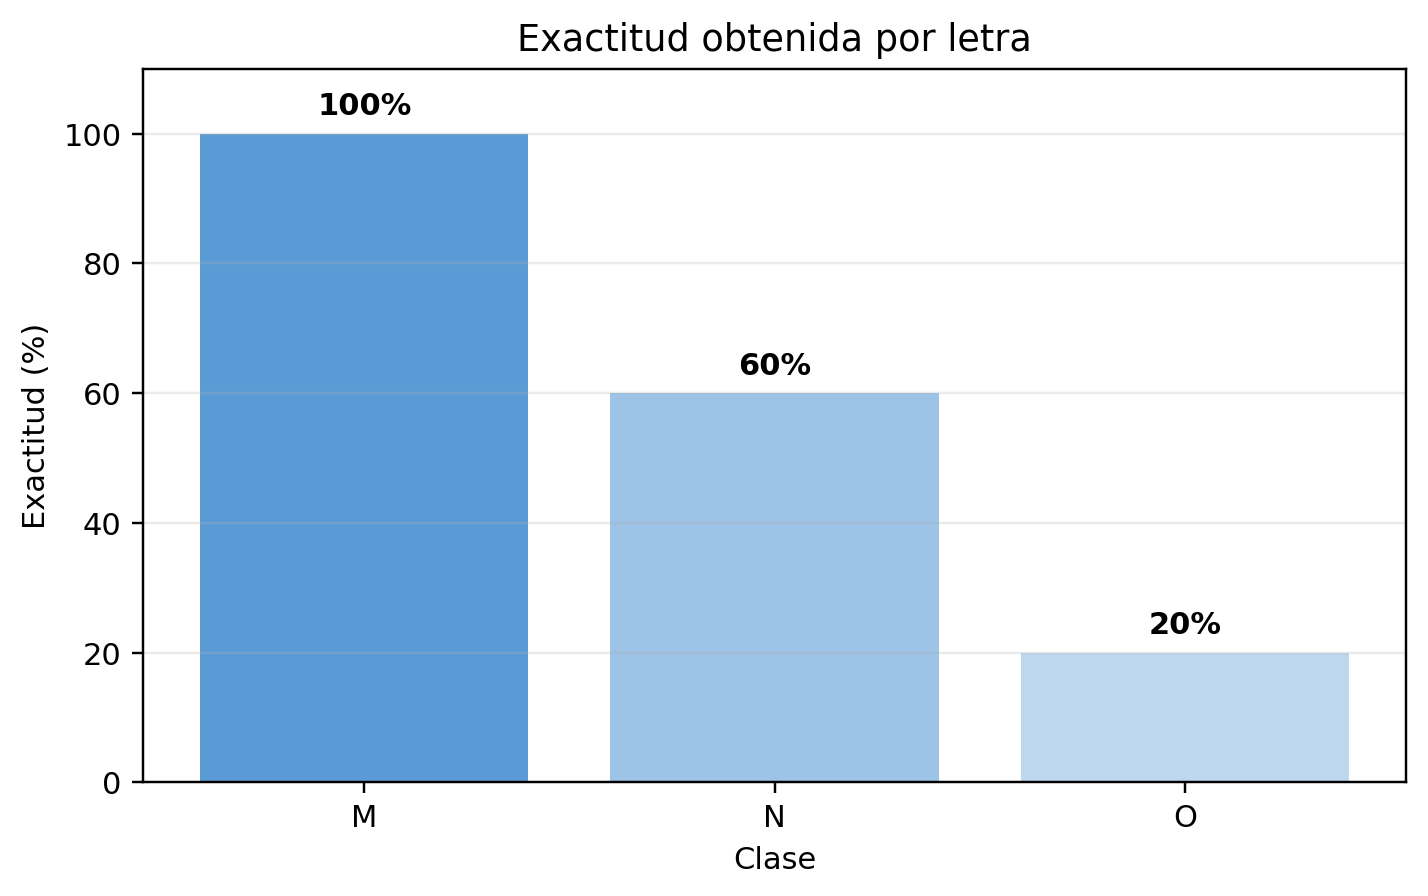 Exactitud obtenida por letra
100%
60%
20%
100
80
60
40
20
0
Exactitud (%)
M
N
O
Clase